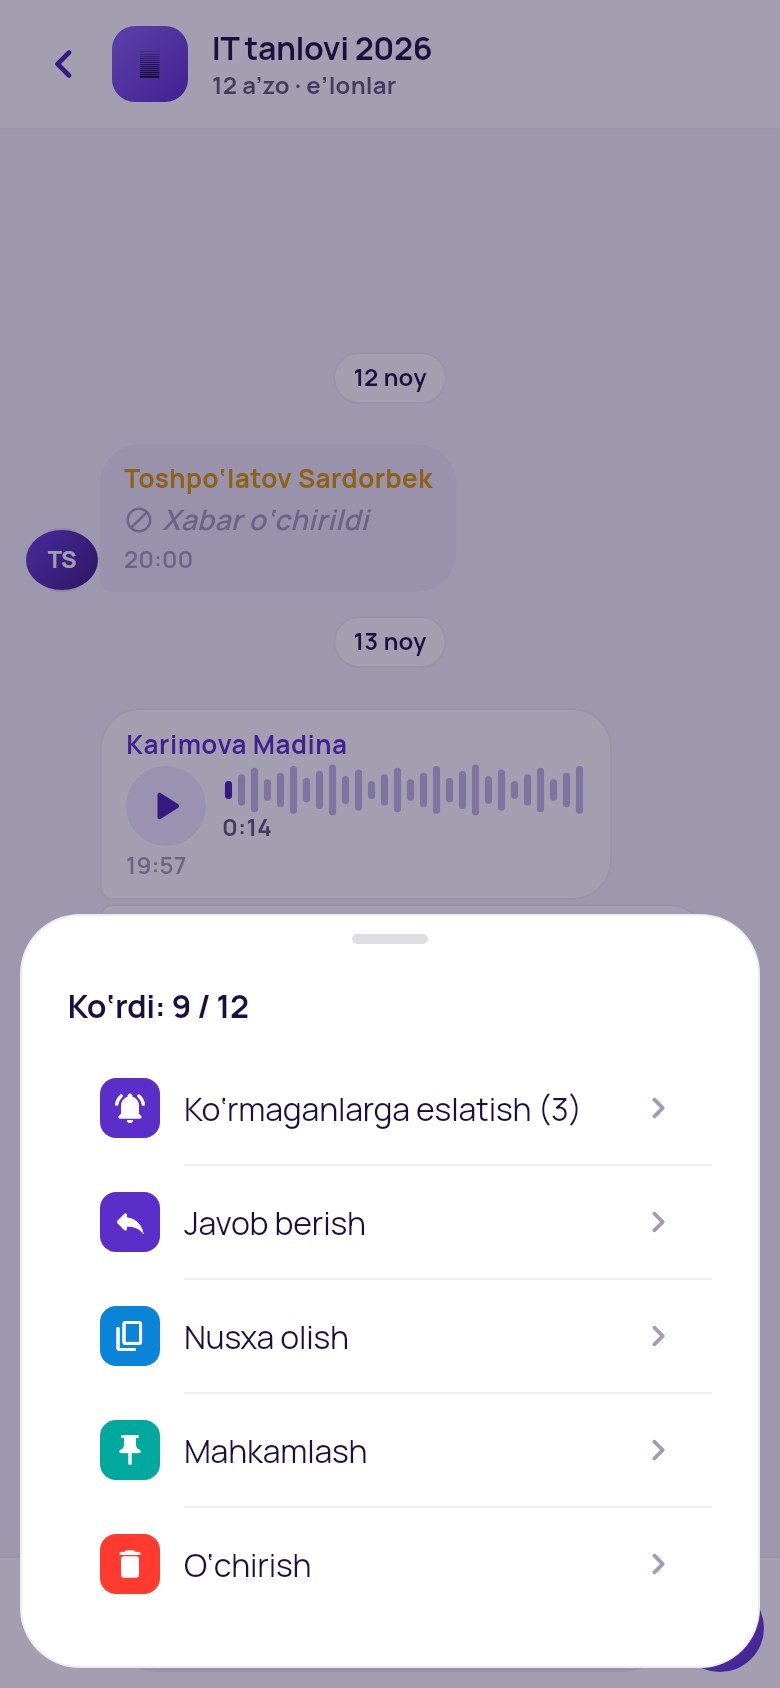 IT tanlovi 2026
12 a’zo · e’lonlar
12 noy
Toshpo‘latov Sardorbek
Xabar o‘chirildi
20:00
TS
13 noy
Karimova Madina
0:14
19:57
Ko‘rdi: 9 / 12
Ko‘rmaganlarga eslatish (3)
Javob berish
Nusxa olish
Mahkamlash
O‘chirish